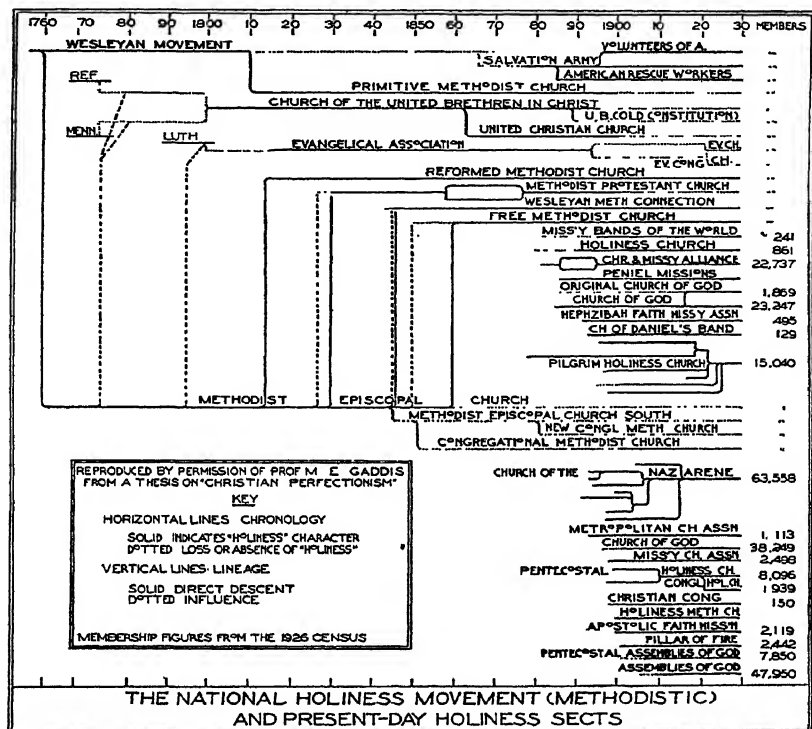 1760 70 80 90 1800 10 20 30 40 1850 60 70 80 90 1900 10 20 30 MEMBERS
WESLEYAN MOVEMENT
VOLUNTEERS OF A.
SALVATION ARMY
AMERICAN RESCUE WORKERS
REF.
PRIMITIVE METHODIST CHURCH
CHURCH OF THE UNITED BRETHREN IN CHRIST
U.B.(OLD CONSTITUTION)
MENN.
UNITED CHRISTIAN CHURCH
LUTH
EVANGELICAL ASSOCIATION
EV.CH.
EV. CONG. CH.
REFORMED METHODIST CHURCH
METHODIST PROTESTANT CHURCH
WESLEYAN METH CONNECTION
FREE METHODIST CHURCH
MISS'Y BANDS OF THE WORLD 241
HOLINESS CHURCH 861
CHR & MISS'Y ALLIANCE 22,737
PENIEL MISSIONS
ORIGINAL CHURCH OF GOD 1,869
CHURCH OF GOD 23,247
HEPHZIBAH FAITH MISS'Y ASSN 495
CH OF DANIEL'S BAND 129
PILGRIM HOLINESS CHURCH 15,040
METHODIST EPISCOPAL CHURCH
METHODIST EPISCOPAL CHURCH SOUTH
NEW CONGL METH CHURCH
CONGREGATIONAL METHODIST CHURCH
CHURCH OF THE NAZARENE 63,558
REPRODUCED BY PERMISSION OF PROF M E GADDIS
FROM A THESIS ON "CHRISTIAN PERFECTIONISM"
KEY
HORIZONTAL LINES CHRONOLOGY
SOLID INDICATES "HOLINESS" CHARACTER
DOTTED LOSS OR ABSENCE OF "HOLINESS"
VERTICAL LINES· LINEAGE
SOLID DIRECT DESCENT
DOTTED INFLUENCE
MEMBERSHIP FIGURES FROM THE 1926 CENSUS
METROPOLITAN CH ASSN 1,113
CHURCH OF GOD 38,249
MISS'Y CH. ASSN 2,498
PENTECOSTAL HOLINESS CH. 8,096
CONGL HOL. CH. 1 939
CHRISTIAN CONG 150
HOLINESS METH CH
APOSTOLIC FAITH MISS'N 2,119
PILLAR OF FIRE 2,442
PENTECOSTAL ASSEMBLIES OF GOD 7,850
ASSEMBLIES OF GOD 47,950
THE NATIONAL HOLINESS MOVEMENT (METHODISTIC)
AND PRESENT-DAY HOLINESS SECTS